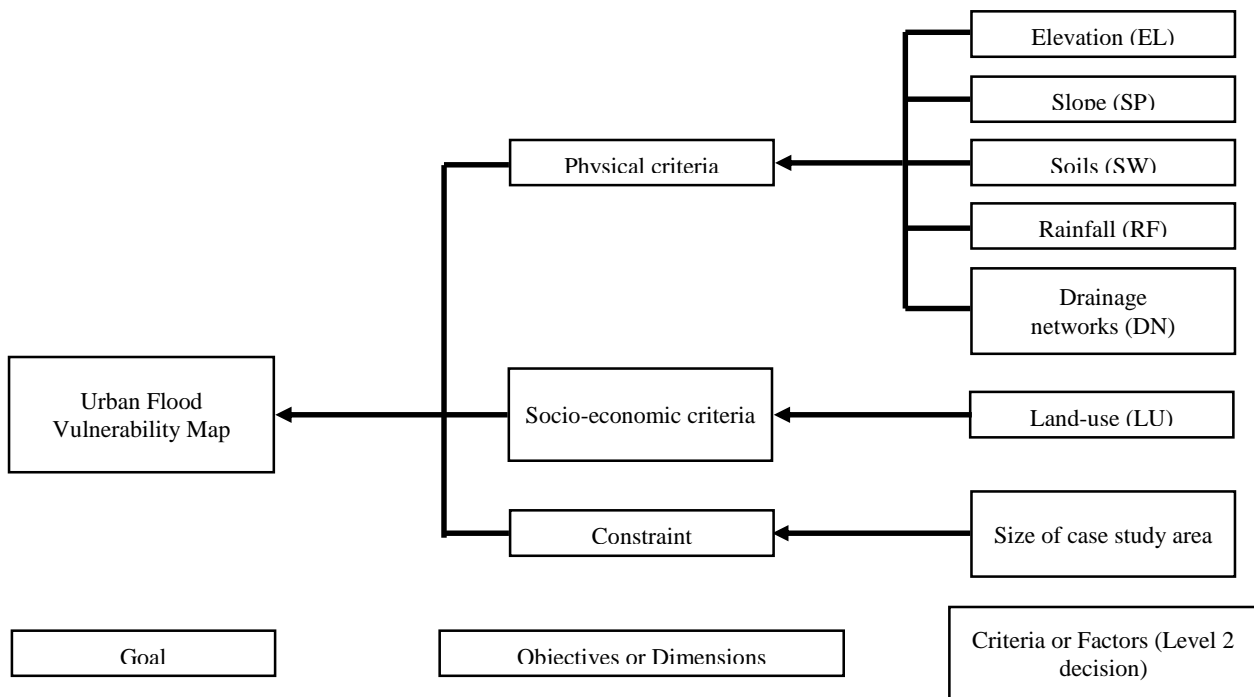 Elevation (EL)
Slope (SP)
Physical criteria
Soils (SW)
Rainfall (RF)
Drainage
networks (DN)
Urban Flood
Vulnerability Map
Socio-economic criteria
Land-use (LU)
Constraint
Size of case study area
Goal
Objectives or Dimensions
Criteria or Factors (Level 2
decision)